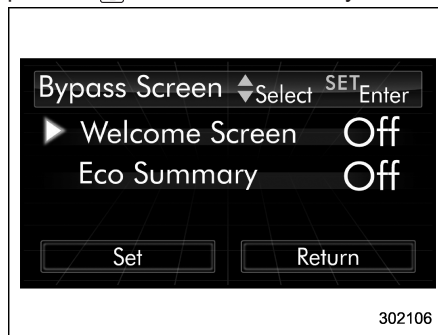 Bypass Screen Select SET Enter
Welcome Screen Off
Eco Summary Off
Set Return
302106